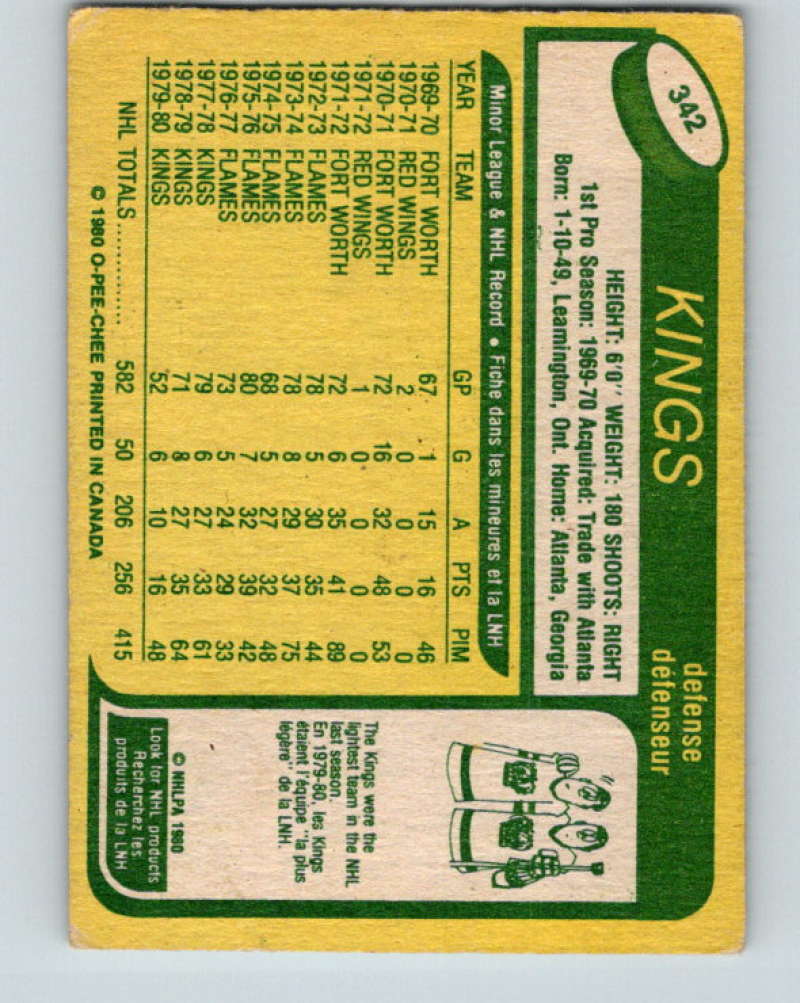 342
KINGS
defense
défenseur
HEIGHT: 6'0" WEIGHT: 180 SHOOTS: RIGHT
1st Pro Season: 1969-70 Acquired: Trade with Atlanta
Born: 1-10-49, Leamington, Ont. Home: Atlanta, Georgia
Minor League & NHL Record • Fiche dans les mineures et la LNH
YEAR TEAM GP G A PTS PIM
1969-70 FORT WORTH 67 1 15 16 46
1970-71 RED WINGS 2 0 0 0 0
1970-71 FORT WORTH 72 16 32 48 53
1971-72 RED WINGS 1 0 0 0 0
1971-72 FORT WORTH 72 6 35 41 89
1972-73 FLAMES 78 5 30 35 44
1973-74 FLAMES 78 8 29 37 75
1974-75 FLAMES 68 5 27 32 48
1975-76 FLAMES 80 7 32 39 42
1976-77 FLAMES 73 5 24 29 33
1977-78 KINGS 79 6 27 33 61
1978-79 KINGS 71 8 27 35 64
1979-80 KINGS 52 6 10 16 48
NHL TOTALS .............. 582 50 206 256 415
© 1980 O-PEE-CHEE PRINTED IN CANADA
The Kings were the
lightest team in the NHL
last season.
En 1979-80, les Kings
étaient l'équipe "la plus
légère" de la LNH.
© NHLPA 1980
Look for NHL products
Recherchez les
produits de la LNH